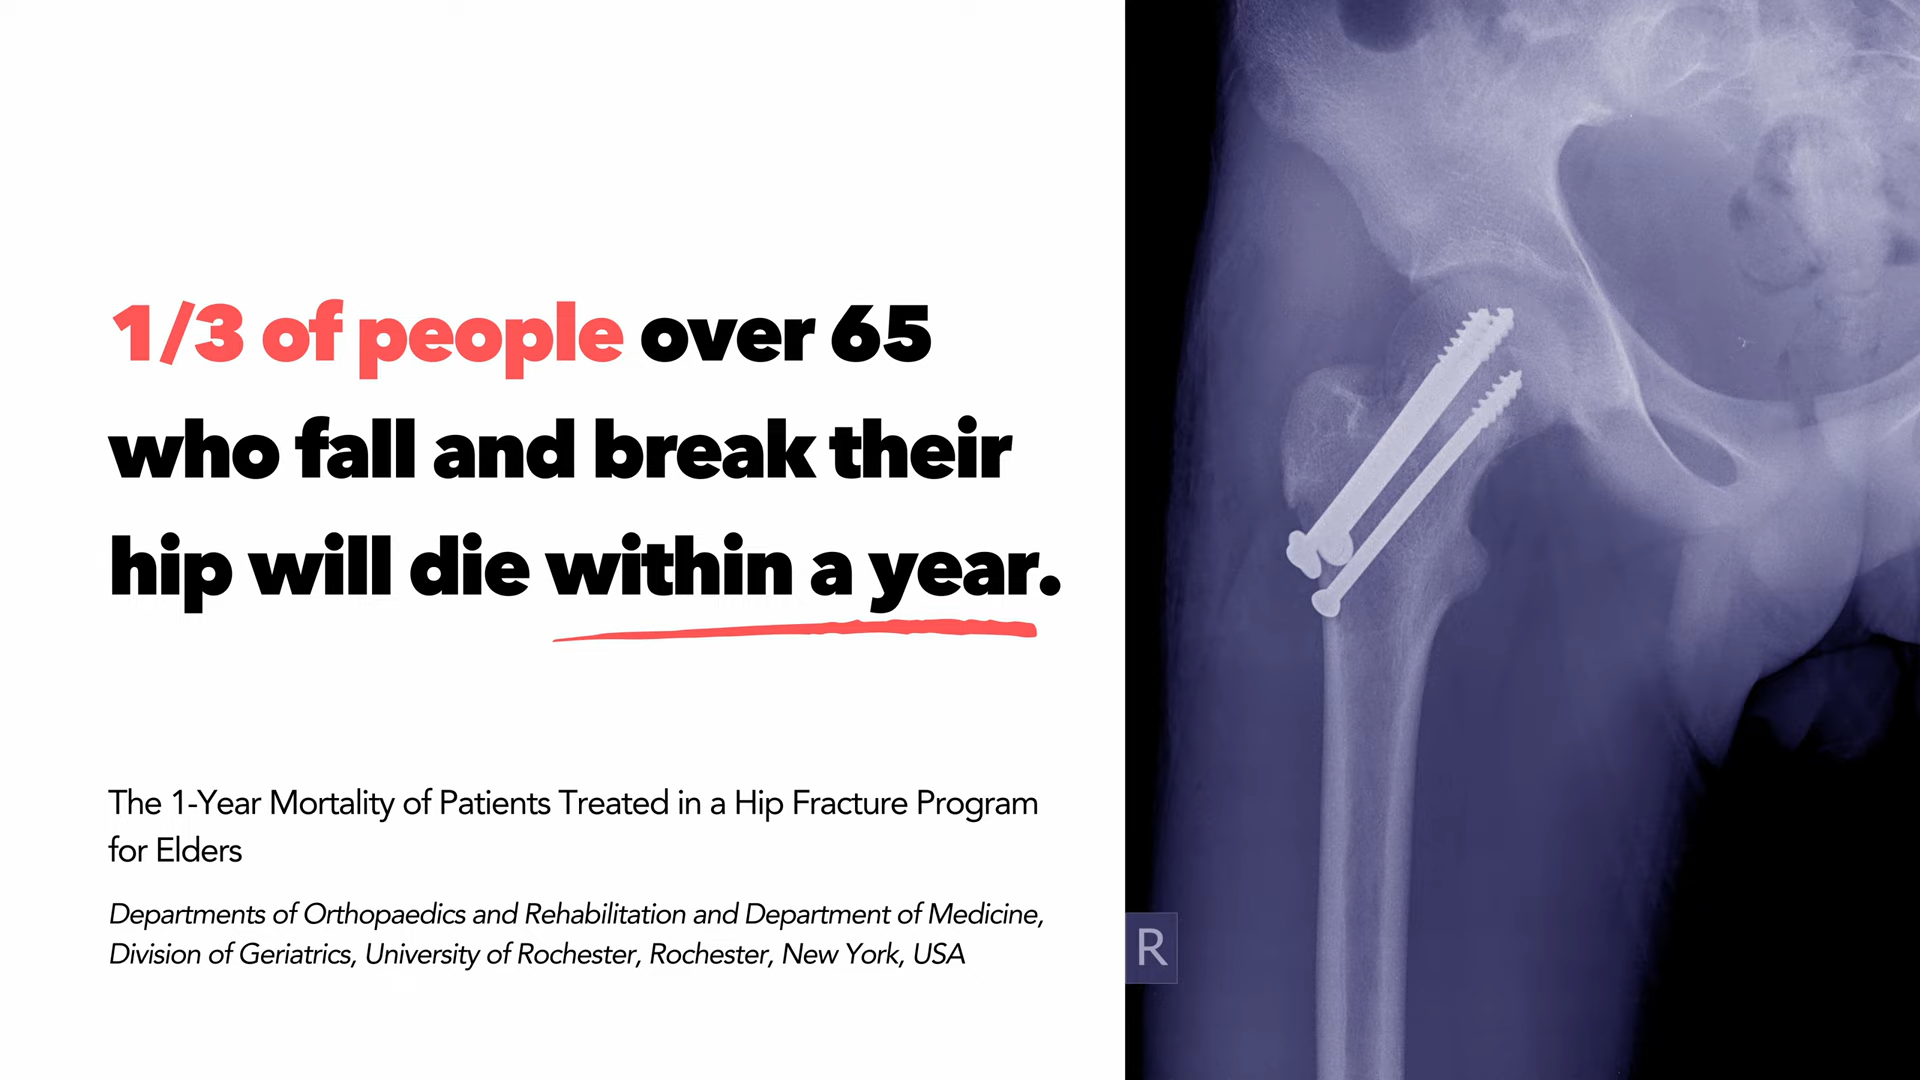 1/3 of people over 65
who fall and break their
hip will die within a year.
The 1-Year Mortality of Patients Treated in a Hip Fracture Program
for Elders
Departments of Orthopaedics and Rehabilitation and Department of Medicine,
Division of Geriatrics, University of Rochester, Rochester, New York, USA
R